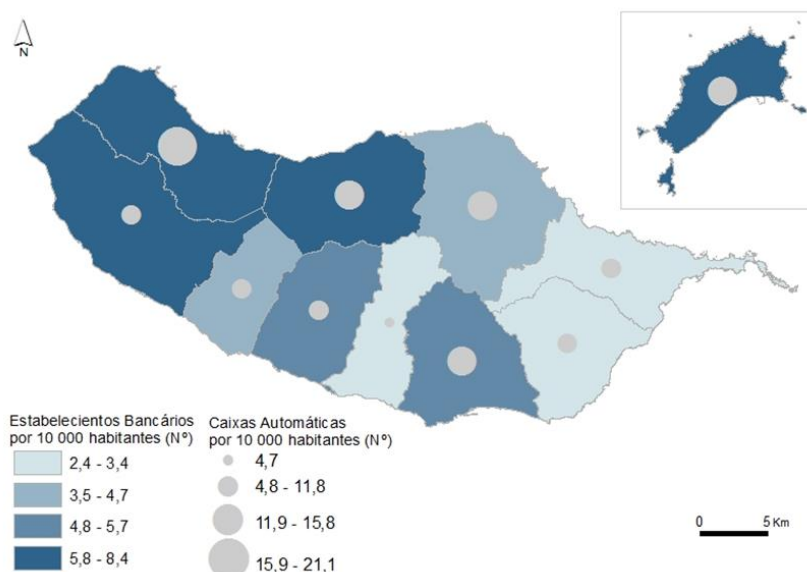 N
Estabelecientos Bancários
por 10 000 habitantes (Nº)
2,4 - 3,4
3,5 - 4,7
4,8 - 5,7
5,8 - 8,4
Caixas Automáticas
por 10 000 habitantes (Nº)
4,7
4,8 - 11,8
11,9 - 15,8
15,9 - 21,1
0 5 Km